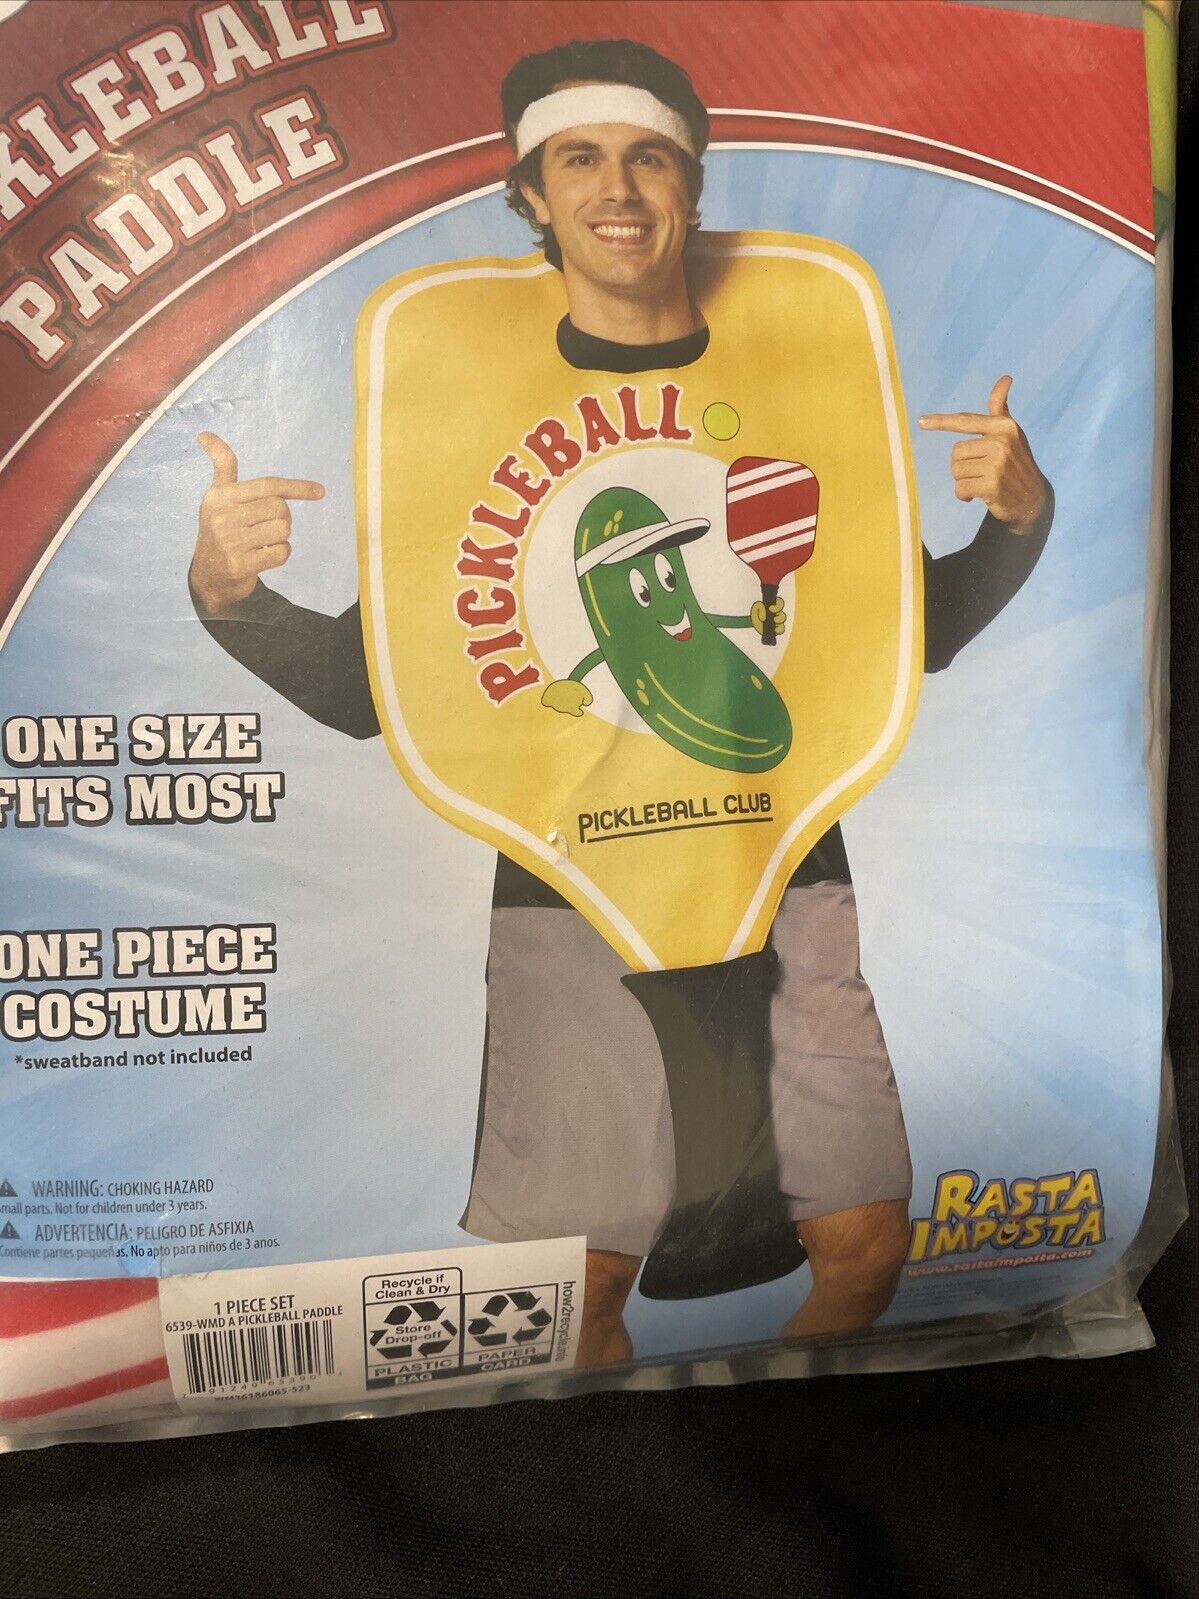 PADDLE
PICKLEBALL
PICKLEBALL CLUB
ONE SIZE
FITS MOST
ONE PIECE
COSTUME
*sweatband not included
WARNING: CHOKING HAZARD
small parts. Not for children under 3 years.
ADVERTENCIA: PELIGRO DE ASFIXIA
Contiene partes pequeñas. No apto para niños de 3 anos.
1 PIECE SET
6539-WMD A PICKLEBALL PADDLE
WM36186065-523
Recycle if
Clean & Dry
Store
Drop-off
PLASTIC
BAG
PAPER
CARD
how2recycle.info
RASTA
IMPOSTA
www.rastaimposta.com